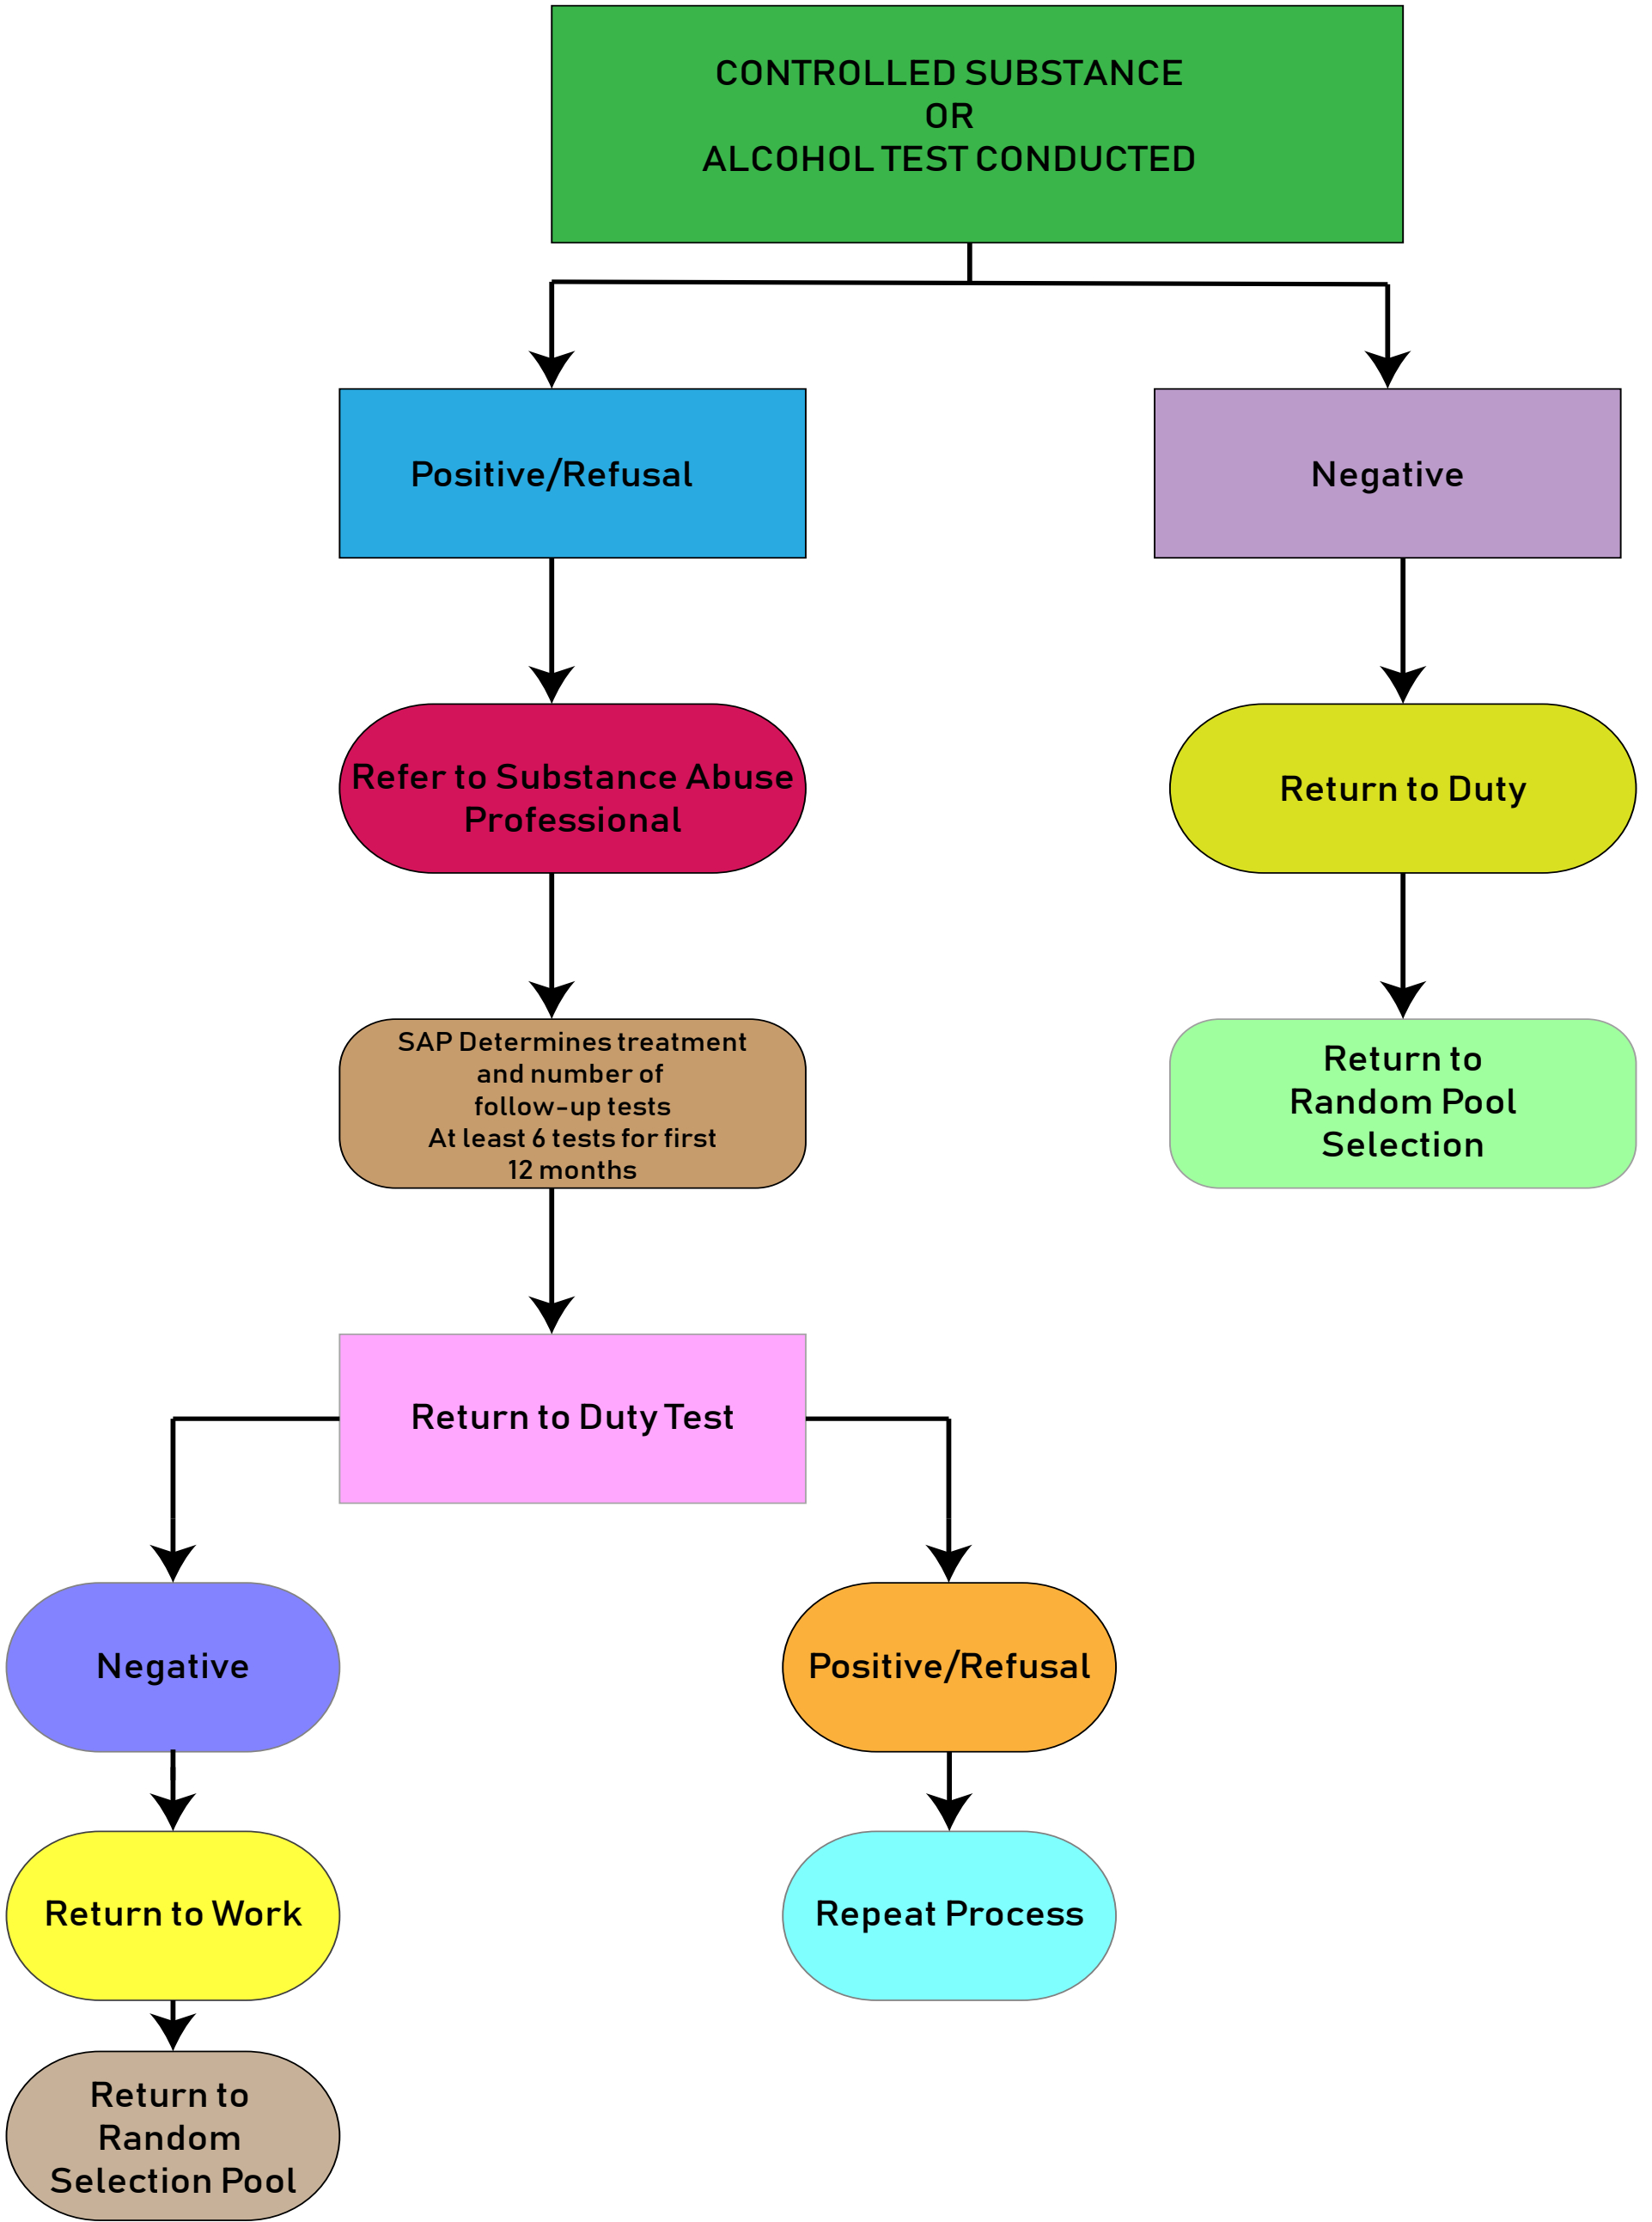 CONTROLLED SUBSTANCE
OR
ALCOHOL TEST CONDUCTED
Positive/Refusal
Negative
Refer to Substance Abuse
Professional
Return to Duty
SAP Determines treatment
and number of
follow-up tests
At least 6 tests for first
12 months
Return to
Random Pool
Selection
Return to Duty Test
Negative
Positive/Refusal
Return to Work
Repeat Process
Return to
Random
Selection Pool